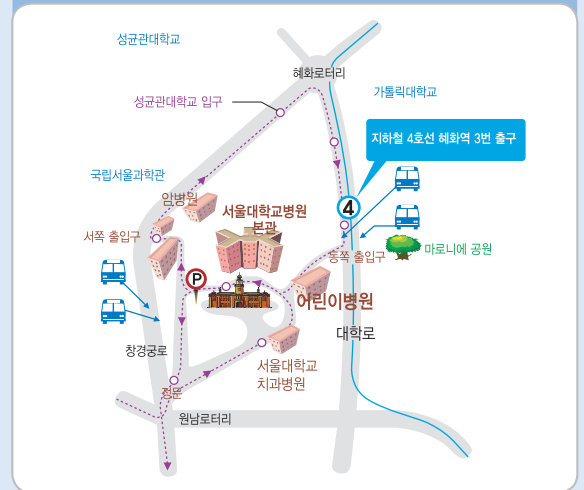 성균관대학교
혜화로터리
성균관대학교 입구
가톨릭대학교
지하철 4호선 혜화역 3번 출구
국립서울과학관
암병원
4
서울대학교병원
본관
서쪽 출입구
동쪽 출입구
마로니에 공원
P
어린이병원
대학로
창경궁로
서울대학교
치과병원
정문
원남로터리